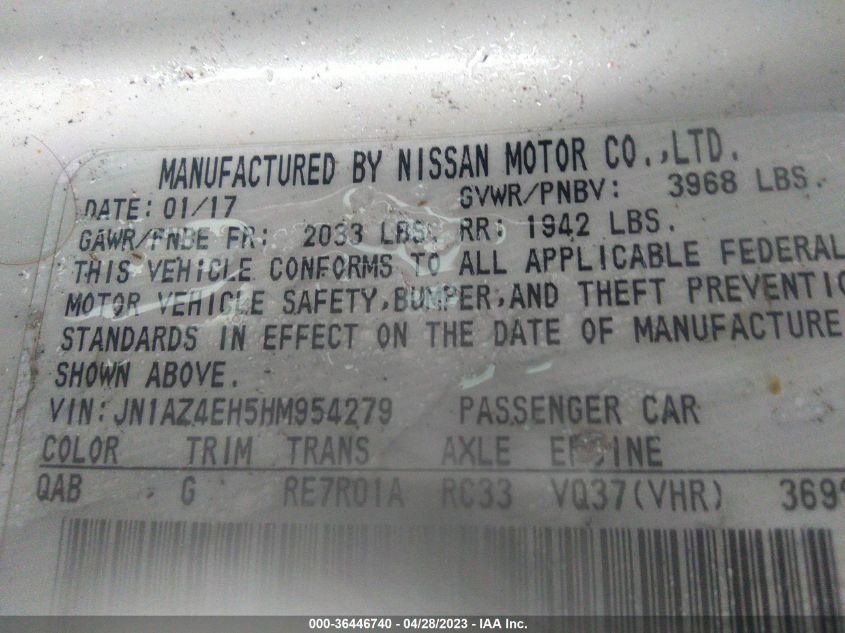 MANUFACTURED BY NISSAN MOTOR CO.,LTD.
DATE: 01/17 GVWR/PNBV: 3968 LBS.
GAWR/PNBE FR: 2033 LBS. RR: 1942 LBS.
THIS VEHICLE CONFORMS TO ALL APPLICABLE FEDERAL
MOTOR VEHICLE SAFETY,BUMPER,AND THEFT PREVENTIO
STANDARDS IN EFFECT ON THE DATE OF MANUFACTURE
SHOWN ABOVE.
VIN: JN1AZ4EH5HM954279 PASSENGER CAR
COLOR TRIM TRANS AXLE ENGINE
QAB G RE7R01A RC33 VQ37(VHR) 369
000-36446740 - 04/28/2023 - IAA Inc.